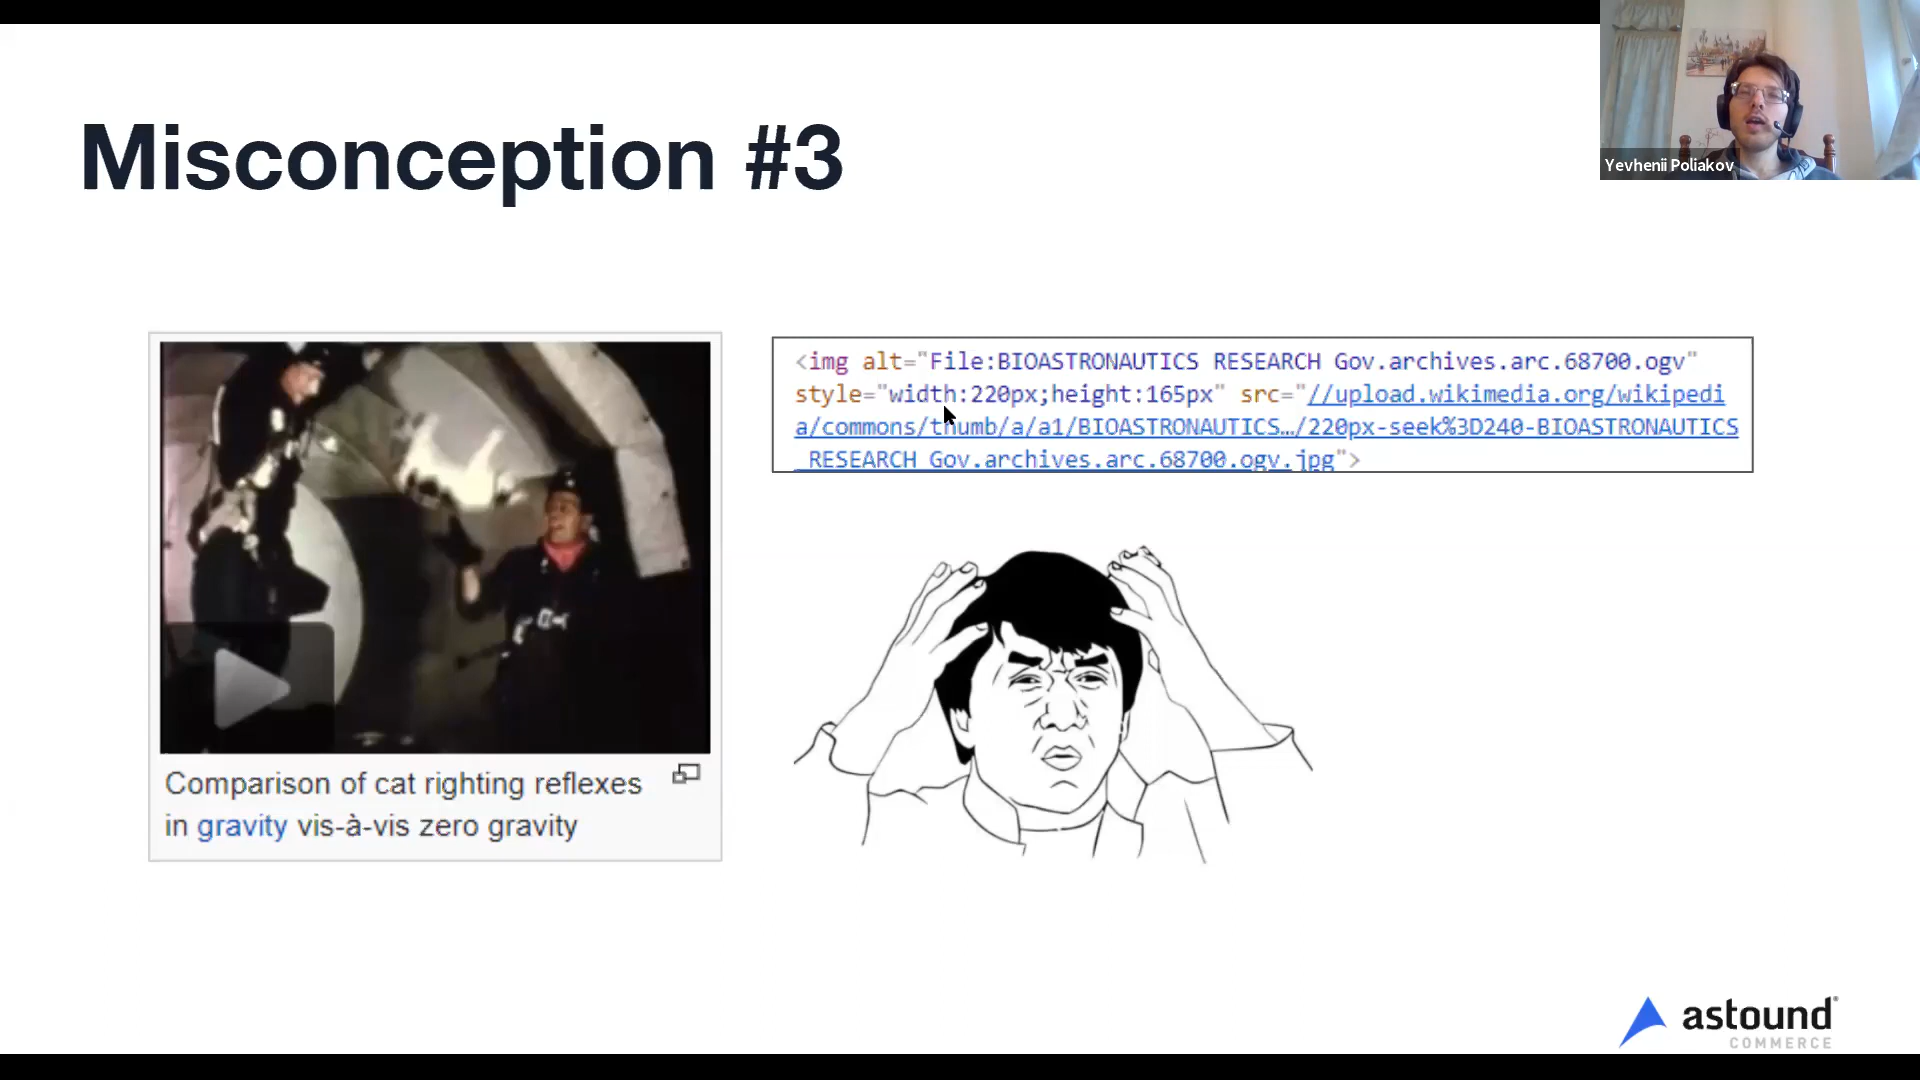 Misconception #3
Yevhenii Poliakov
<img alt="File:BIOASTRONAUTICS RESEARCH Gov.archives.arc.68700.ogv"
style="width:220px;height:165px" src="//upload.wikimedia.org/wikipedi
a/commons/thumb/a/a1/BIOASTRONAUTICS…/220px-seek%3D240-BIOASTRONAUTICS
_RESEARCH_Gov.archives.arc.68700.ogv.jpg">
Comparison of cat righting reflexes
in gravity vis-à-vis zero gravity
astound®
COMMERCE